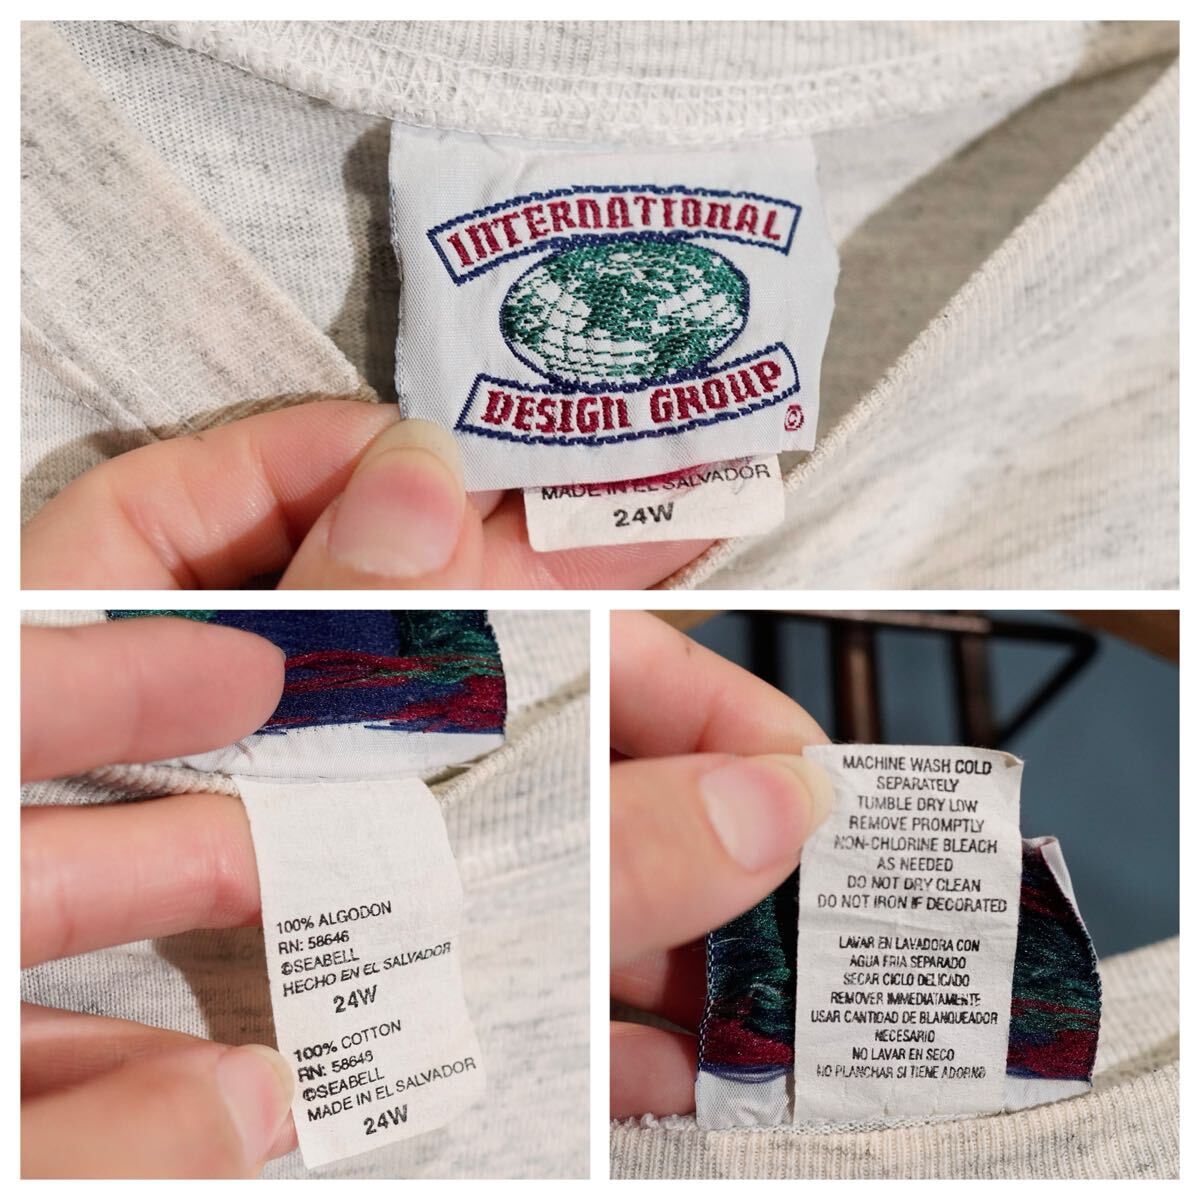 INTERNATIONAL
DESIGN GROUP
©
MADE IN EL SALVADOR
24W
100% ALGODON
RN: 58646
©SEABELL
HECHO EN EL SALVADOR
24W
100% COTTON
RN: 58646
©SEABELL
MADE IN EL SALVADOR
24W
MACHINE WASH COLD
SEPARATELY
TUMBLE DRY LOW
REMOVE PROMPTLY
NON-CHLORINE BLEACH
AS NEEDED
DO NOT DRY CLEAN
DO NOT IRON IF DECORATED
LAVAR EN LAVADORA CON
AGUA FRIA SEPARADO
SECAR CICLO DELICADO
REMOVER IMMEDIATAMENTE
USAR CANTIDAD DE BLANQUEADOR
NECESARIO
NO LAVAR EN SECO
NO PLANCHAR SI TIENE ADORNO